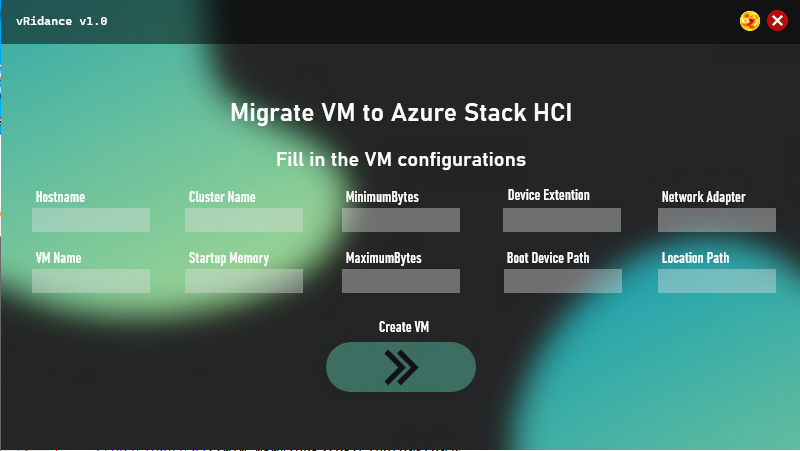 vRidance v1.0
Migrate VM to Azure Stack HCI
Fill in the VM configurations
Hostname Cluster Name MinimumBytes Device Extention Network Adapter
VM Name Startup Memory MaximumBytes Boot Device Path Location Path
Create VM